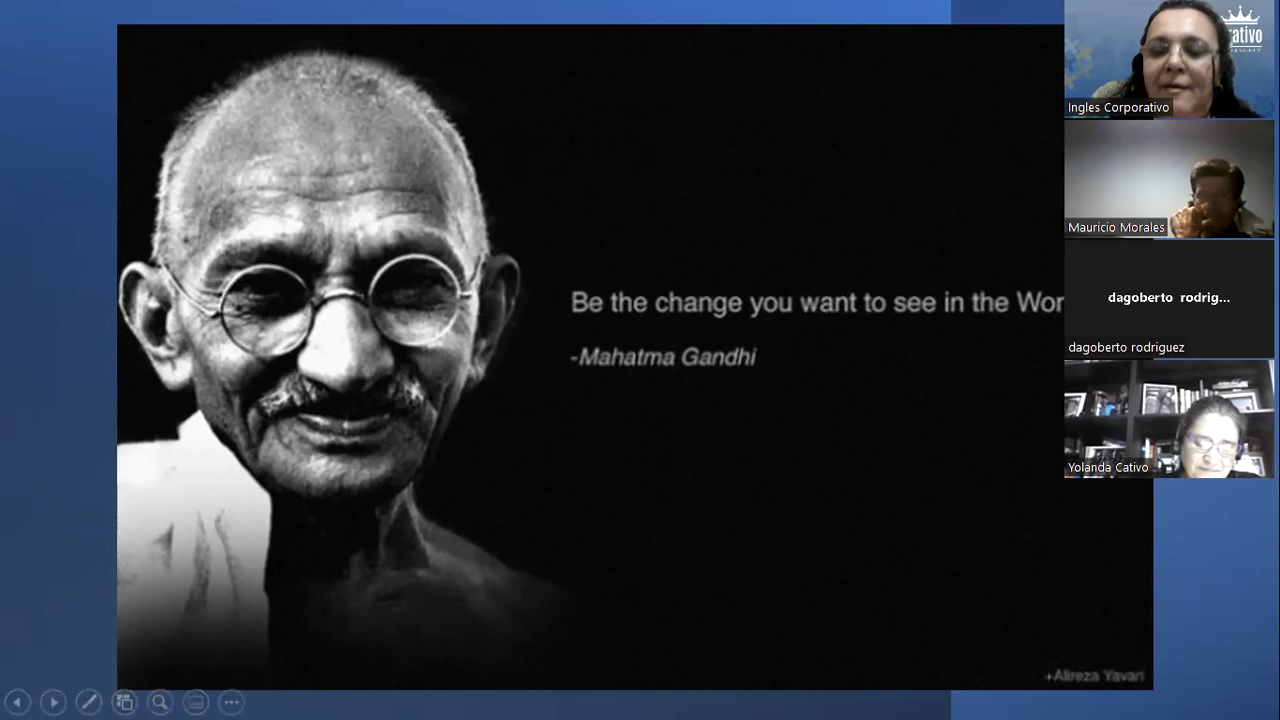 Be the change you want to see in the Wor
-Mahatma Gandhi
+Alireza Yavari
ativo
Ingles Corporativo
Mauricio Morales
dagoberto rodrig...
dagoberto rodriguez
Yolanda Cativo